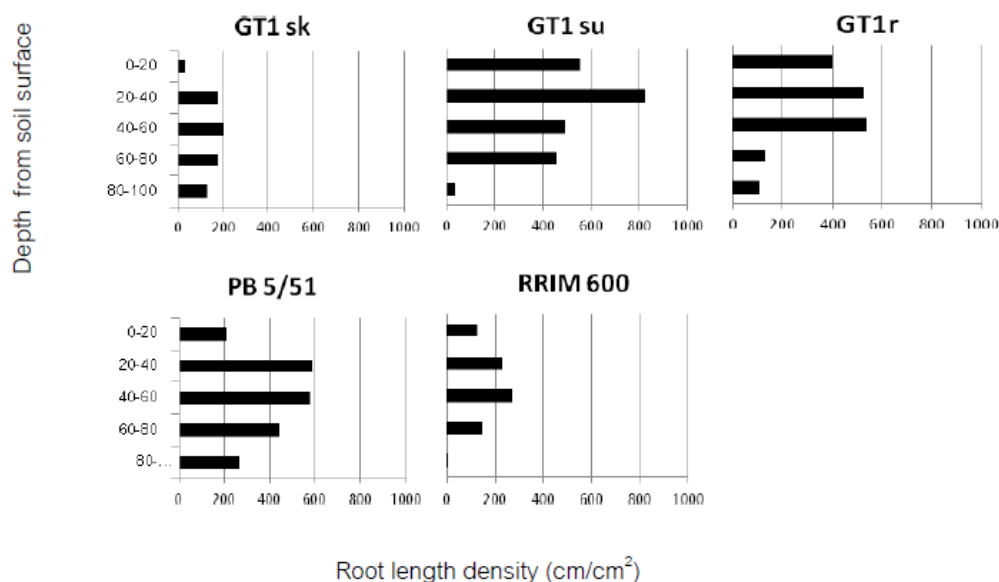 GT1 sk
GT1 su
GT1r
Depth from soil surface
0-20
20-40
40-60
60-80
80-100
0 200 400 600 800 1000
0 200 400 600 800 1000
0 200 400 600 800 1000
PB 5/51
RRIM 600
0-20
20-40
40-60
60-80
80-...
0 200 400 600 800 1000
0 200 400 600 800 1000
Root length density (cm/cm²)